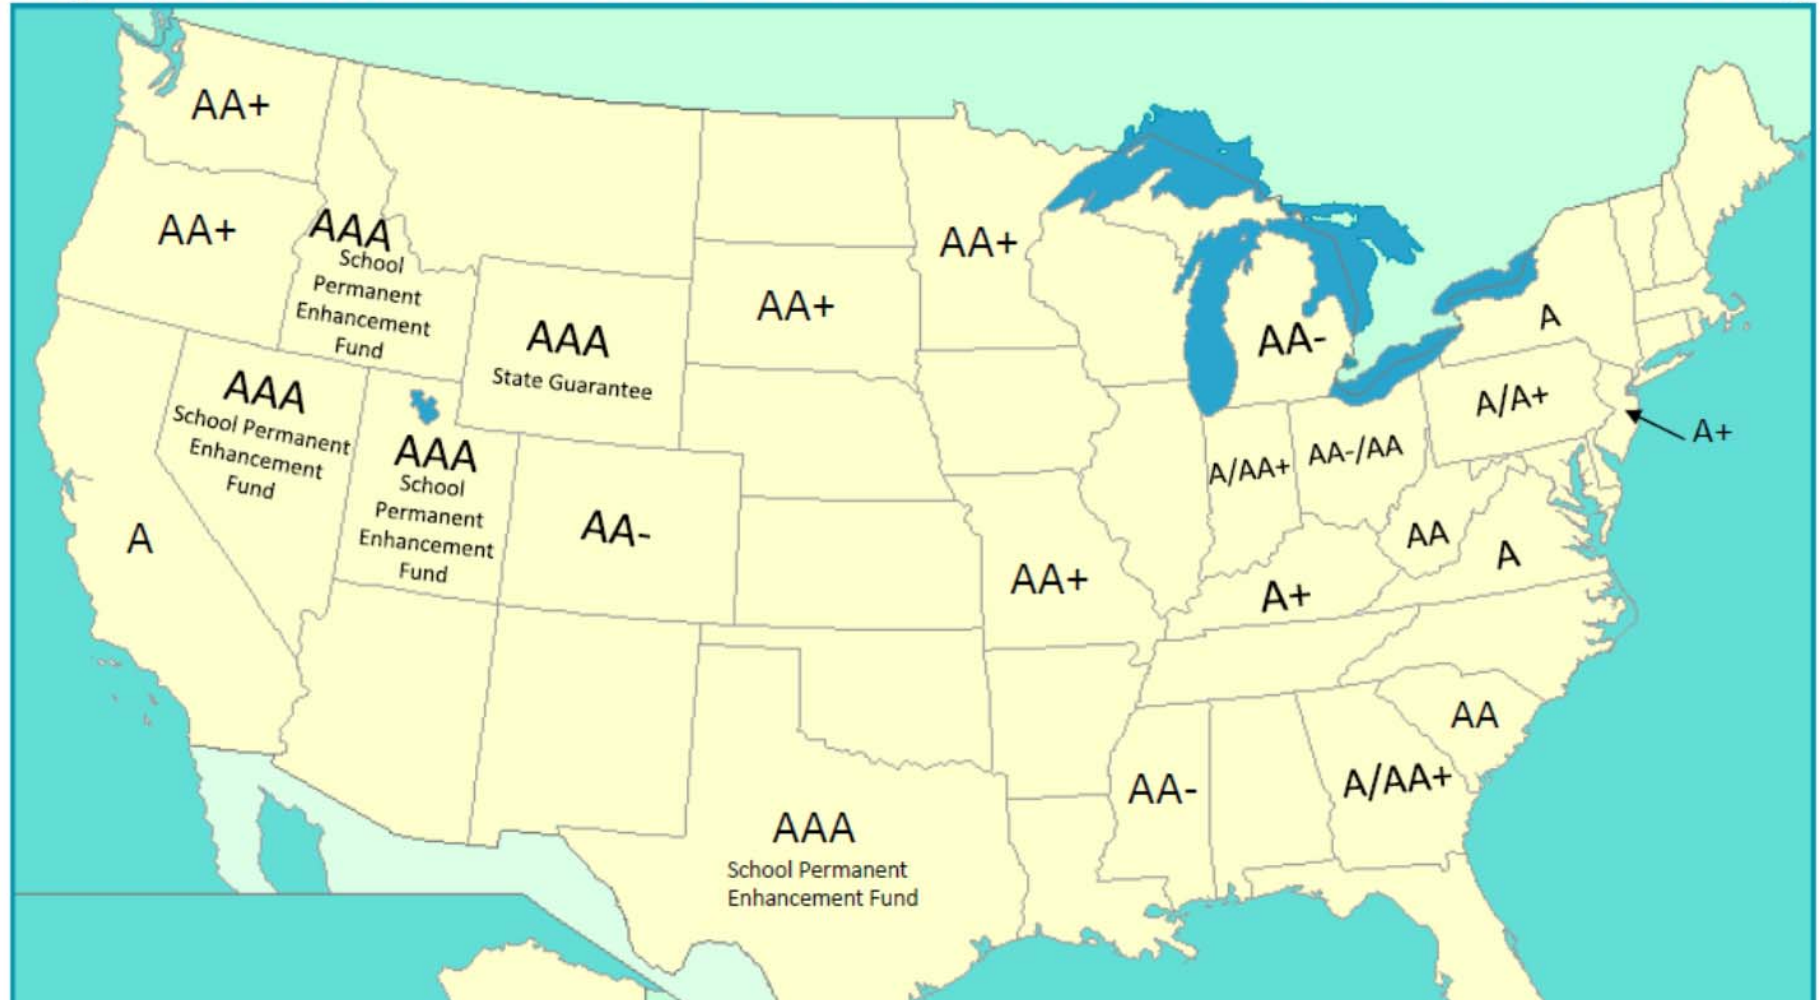 AA+
AA+
AAA
School
Permanent
Enhancement
Fund
AAA
State Guarantee
AAA
School Permanent
Enhancement
Fund
AAA
School
Permanent
Enhancement
Fund
A
AA-
AA+
AA+
AA+
AAA
School Permanent
Enhancement Fund
AA-
A
A/A+
A+
A/AA+
AA-/AA
AA
A
A+
AA
AA-
A/AA+